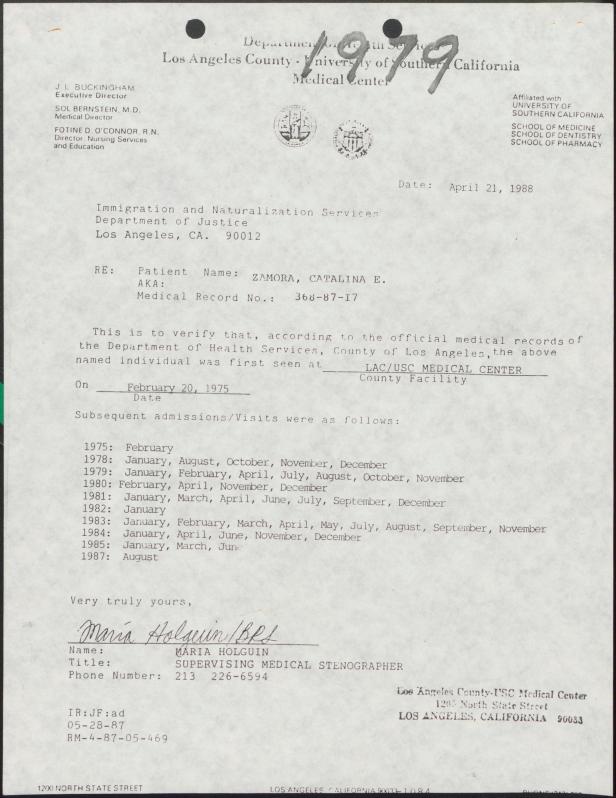 1979
Department of Health Services
Los Angeles County - University of Southern California
Medical Center
J. L. BUCKINGHAM
Executive Director
SOL BERNSTEIN, M.D.
Medical Director
FOTINE D. O'CONNOR, R.N.
Director, Nursing Services
and Education
Affiliated with
UNIVERSITY OF
SOUTHERN CALIFORNIA
SCHOOL OF MEDICINE
SCHOOL OF DENTISTRY
SCHOOL OF PHARMACY
Date: April 21, 1988
Immigration and Naturalization Services
Department of Justice
Los Angeles, CA. 90012
RE: Patient Name: ZAMORA, CATALINA E.
AKA:
Medical Record No.: 368-87-17
This is to verify that, according to the official medical records of
the Department of Health Services, County of Los Angeles, the above
named individual was first seen at LAC/USC MEDICAL CENTER
County Facility
On February 20, 1975
Date
Subsequent admissions/Visits were as follows:
1975: February
1978: January, August, October, November, December
1979: January, February, April, July, August, October, November
1980: February, April, November, December
1981: January, March, April, June, July, September, December
1982: January
1983: January, February, March, April, May, July, August, September, November
1984: January, April, June, November, December
1985: January, March, June
1987: August
Very truly yours,
Maria Holguin/BRS
Name: MARIA HOLGUIN
Title: SUPERVISING MEDICAL STENOGRAPHER
Phone Number: 213 226-6594
Los Angeles County-USC Medical Center
1200 North State Street
LOS ANGELES, CALIFORNIA 90033
IR:JF:ad
05-28-87
RM-4-87-05-469
1200 NORTH STATE STREET
LOS ANGELES, CALIFORNIA 90033-1084